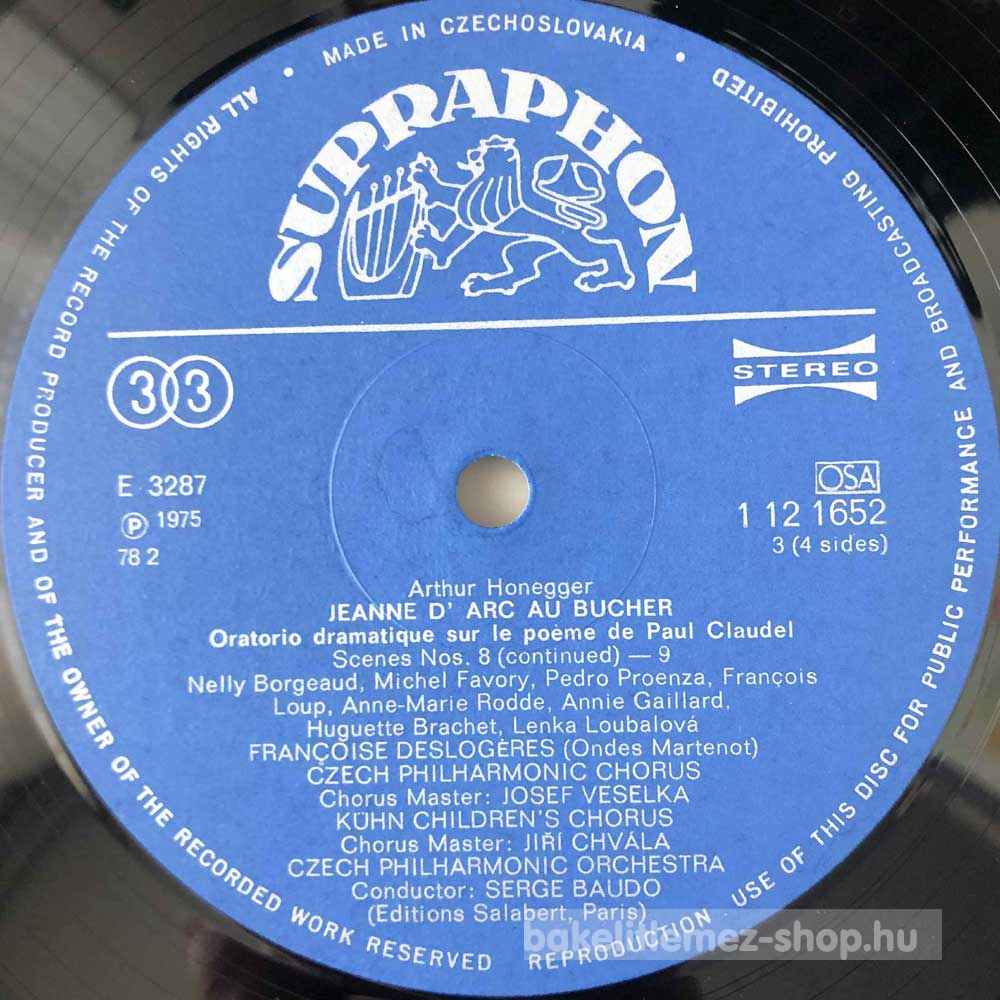 MADE IN CZECHOSLOVAKIA
SUPRAPHON
33
STEREO
E 3287
OSA
Ⓟ 1975
1 12 1652
78 2
3 (4 sides)
Arthur Honegger
JEANNE D' ARC AU BUCHER
Oratorio dramatique sur le poème de Paul Claudel
Scenes Nos. 8 (continued) — 9
Nelly Borgeaud, Michel Favory, Pedro Proenza, François
Loup, Anne-Marie Rodde, Annie Gaillard,
Huguette Brachet, Lenka Loubalová
FRANÇOISE DESLOGÈRES (Ondes Martenot)
CZECH PHILHARMONIC CHORUS
Chorus Master: JOSEF VESELKA
KÜHN CHILDREN'S CHORUS
Chorus Master: JIŘÍ CHVÁLA
CZECH PHILHARMONIC ORCHESTRA
Conductor: SERGE BAUDO
(Editions Salabert, Paris)
ALL RIGHTS OF THE RECORD PRODUCER AND OF THE OWNER OF THE RECORDED WORK RESERVED
REPRODUCTION · USE OF THIS DISC FOR PUBLIC PERFORMANCE AND BROADCASTING PROHIBITED
bakelitlemez-shop.hu